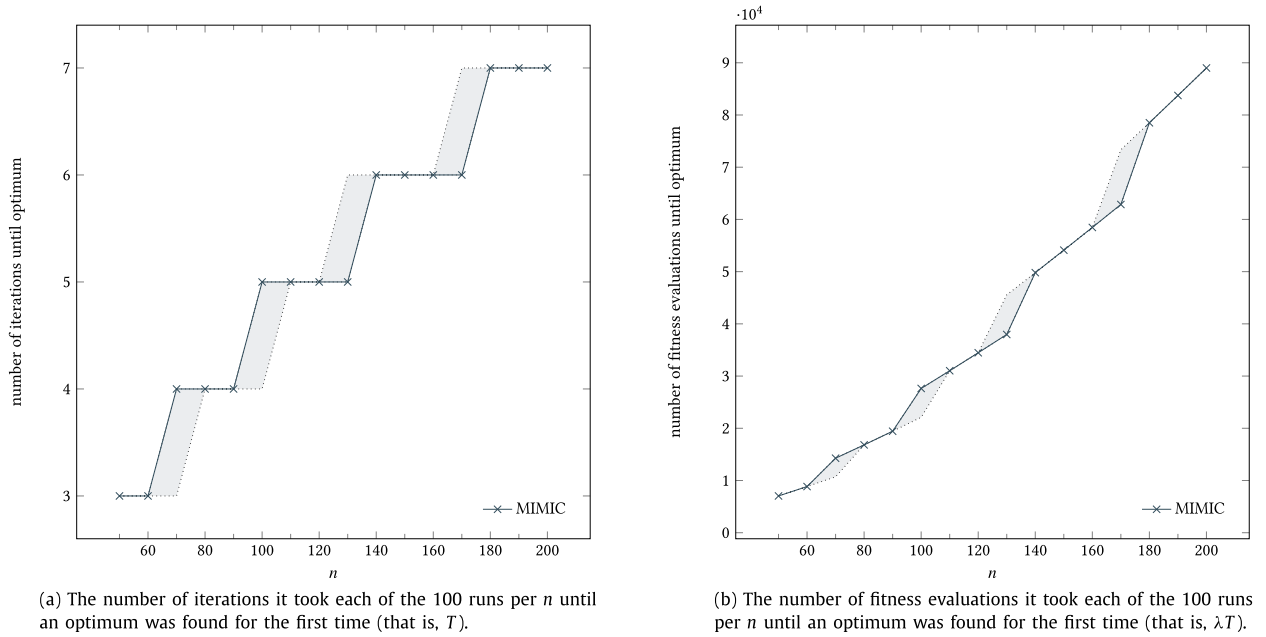 number of iterations until optimum
7
6
5
4
3
60 80 100 120 140 160 180 200
n
MIMIC
(a) The number of iterations it took each of the 100 runs per n until
an optimum was found for the first time (that is, T).
·10⁴
number of fitness evaluations until optimum
9
8
7
6
5
4
3
2
1
0
60 80 100 120 140 160 180 200
n
MIMIC
(b) The number of fitness evaluations it took each of the 100 runs
per n until an optimum was found for the first time (that is, λT).